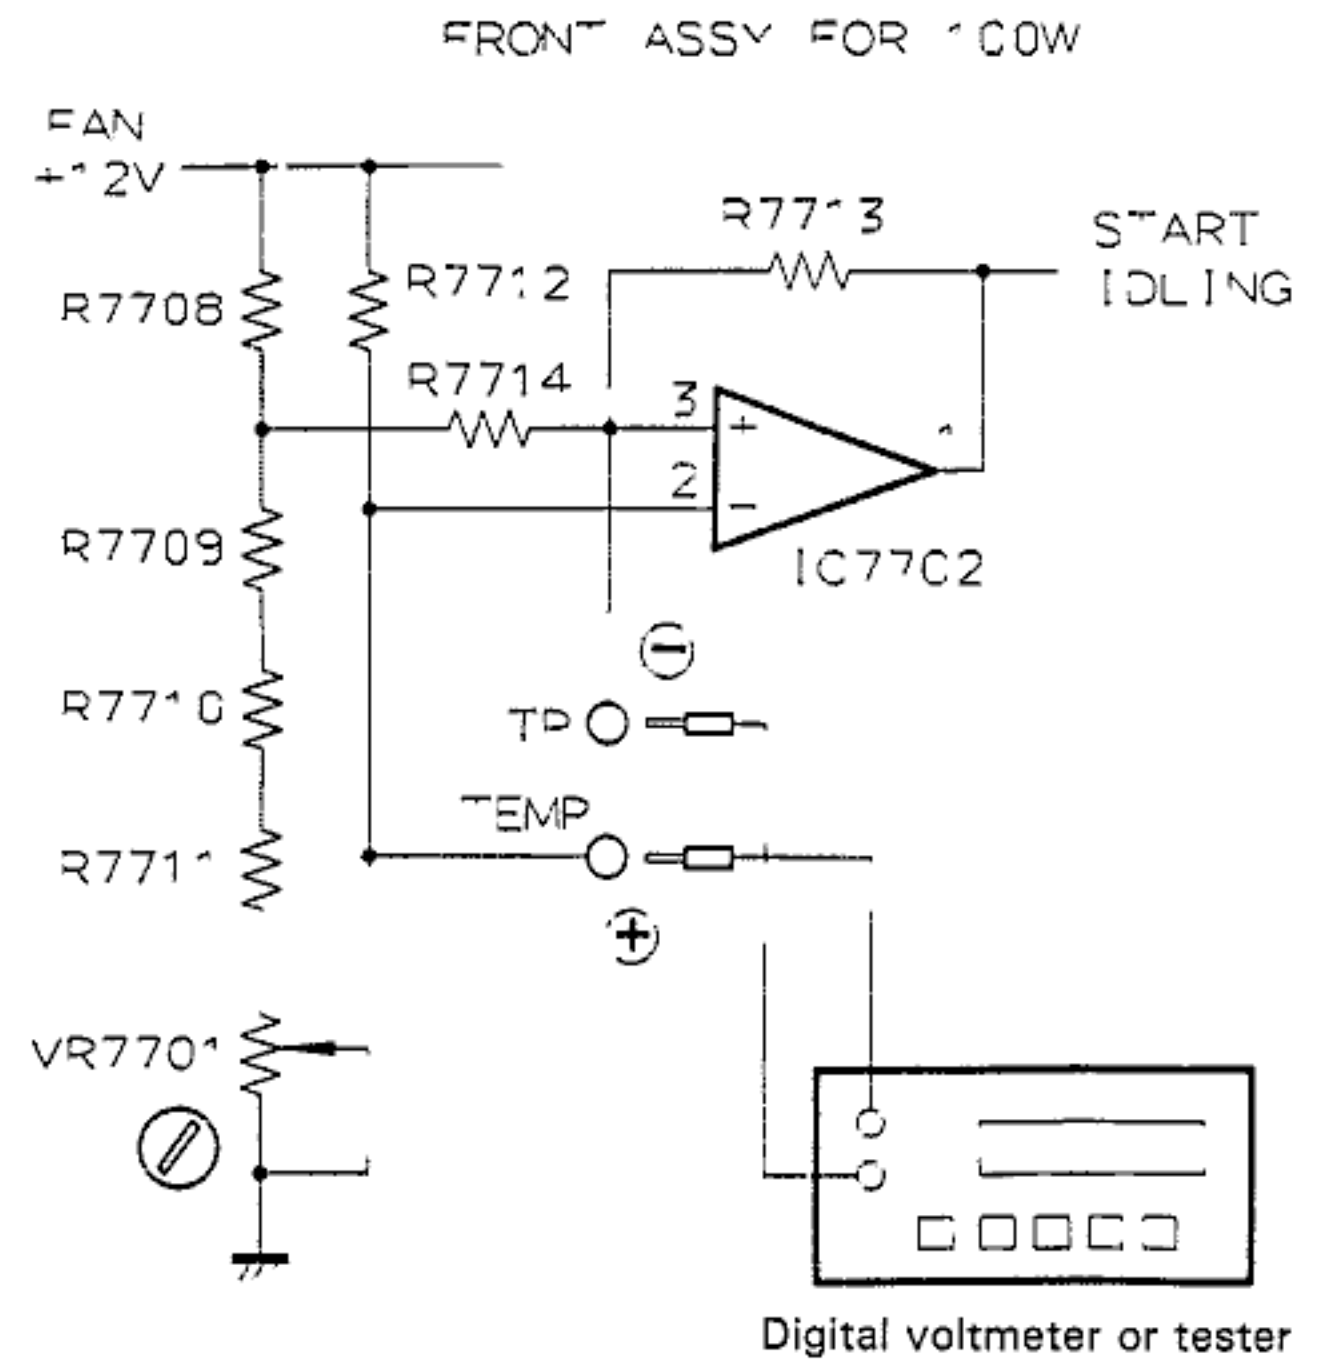 FRONT ASSY FOR 100W
FAN
+12V
R7713
START
IDLING
R7708
R7712
R7714
3
+
1
2
-
R7709
IC7702
R7710
TP
-
TEMP
R7711
+
VR7701
Digital voltmeter or tester